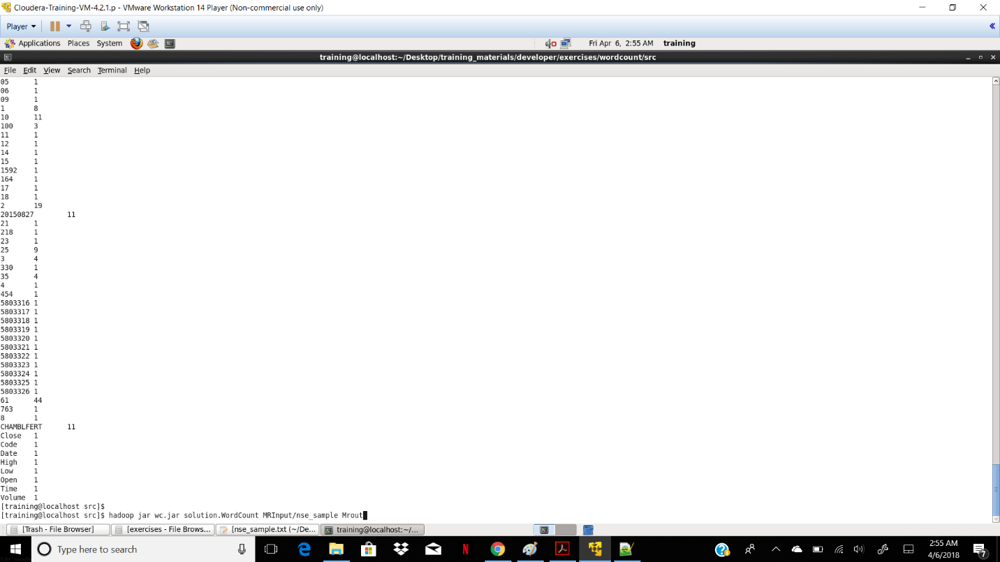 Cloudera-Training-VM-4.2.1.p - VMware Workstation 14 Player (Non-commercial use only)
Player
Applications Places System Fri Apr 6, 2:55 AM training
training@localhost:~/Desktop/training_materials/developer/exercises/wordcount/src
File Edit View Search Terminal Help
05 1
06 1
09 1
1 8
10 11
100 3
11 1
12 1
14 1
15 1
1592 1
164 1
17 1
18 1
2 19
20150827 11
21 1
218 1
23 1
25 9
3 4
330 1
35 4
4 1
454 1
5803316 1
5803317 1
5803318 1
5803319 1
5803320 1
5803321 1
5803322 1
5803323 1
5803324 1
5803325 1
5803326 1
61 44
763 1
8 1
CHAMBLFERT 11
Close 1
Code 1
Date 1
High 1
Low 1
Open 1
Time 1
Volume 1
[training@localhost src]$
[training@localhost src]$ hadoop jar wc.jar solution.WordCount MRInput/nse_sample Mrout
[Trash - File Browser] [exercises - File Brows... [nse_sample.txt (~/De... training@localhost:~/...
Type here to search
2:55 AM
4/6/2018
7